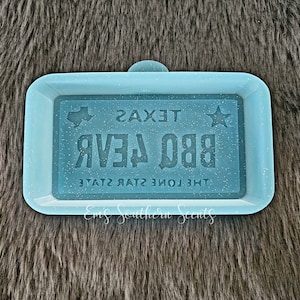 TEXAS
BBQ 4EVR
THE LONE STAR STATE
Em's Southern Scents